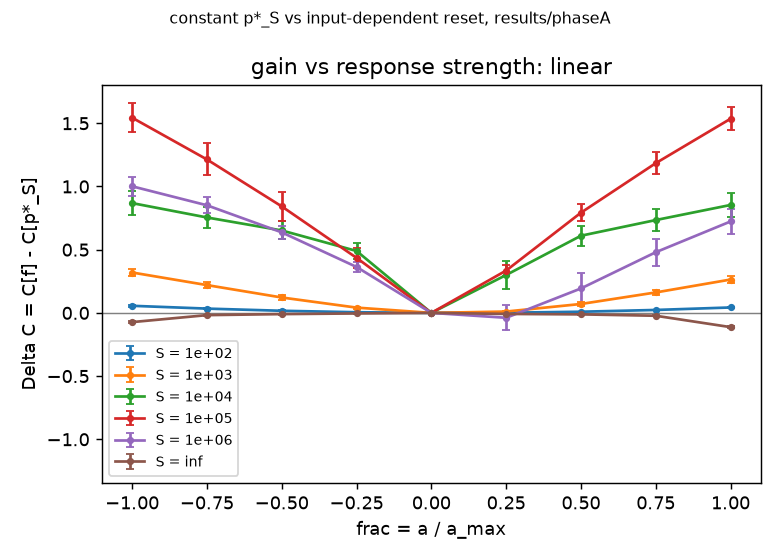 constant p*_S vs input-dependent reset, results/phaseA
gain vs response strength: linear
Delta C = C[f] - C[p*_S]
1.5
1.0
0.5
0.0
−0.5
−1.0
S = 1e+02
S = 1e+03
S = 1e+04
S = 1e+05
S = 1e+06
S = inf
−1.00 −0.75 −0.50 −0.25 0.00 0.25 0.50 0.75 1.00
frac = a / a_max